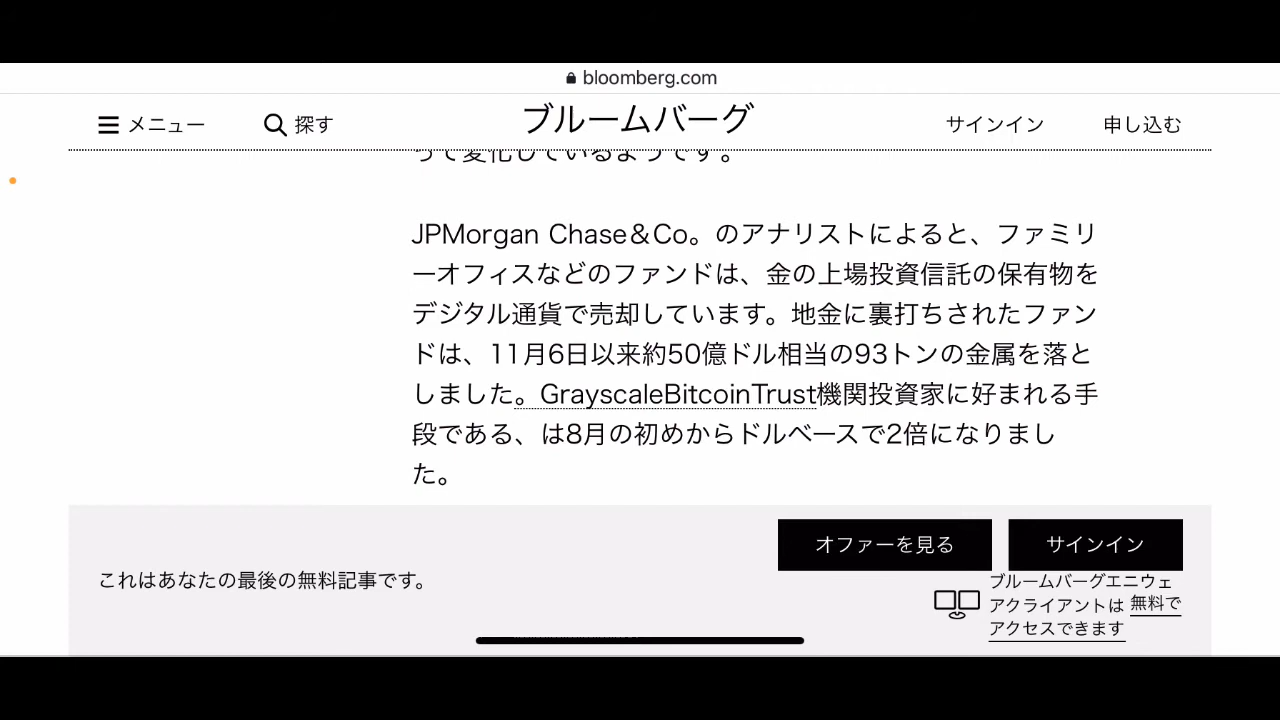 bloomberg.com
メニュー 探す ブルームバーグ サインイン 申し込む
って変化しているようです。
JPMorgan Chase＆Co。のアナリストによると、ファミリ
ーオフィスなどのファンドは、金の上場投資信託の保有物を
デジタル通貨で売却しています。地金に裏打ちされたファン
ドは、11月6日以来約50億ドル相当の93トンの金属を落と
しました。GrayscaleBitcoinTrust機関投資家に好まれる手
段である、は8月の初めからドルベースで2倍になりまし
た。
オファーを見る サインイン
これはあなたの最後の無料記事です。
ブルームバーグエニウェ
アクライアントは 無料で
アクセスできます